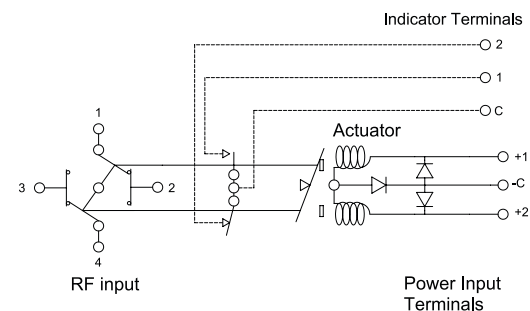 Indicator Terminals
2
1
C
1
Actuator
+1
3
2
-C
+2
4
RF input
Power Input
Terminals